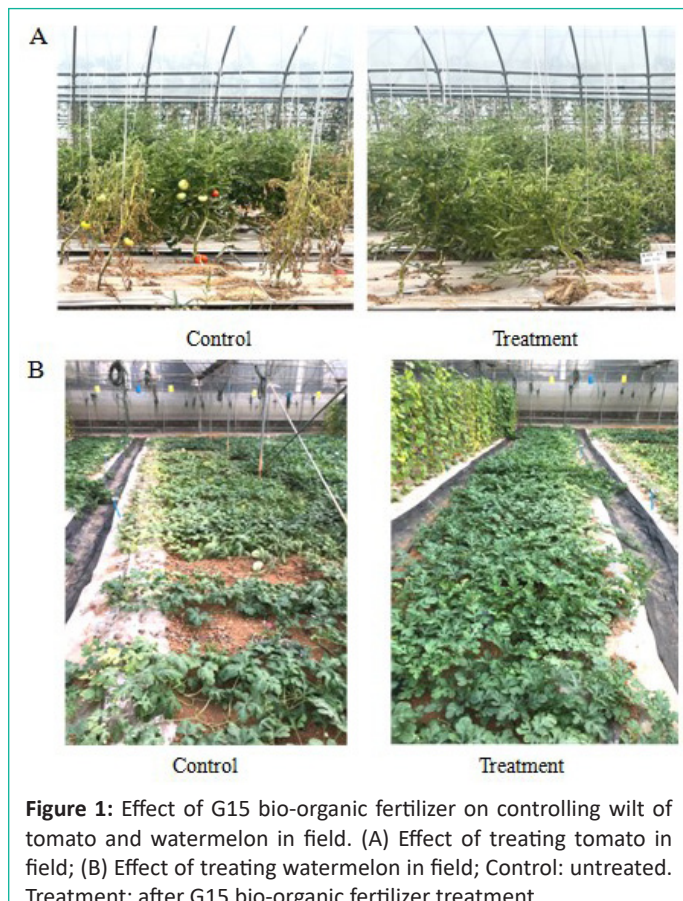 A
Control
Treatment
B
Control
Treatment
Figure 1: Effect of G15 bio-organic fertilizer on controlling wilt of
tomato and watermelon in field. (A) Effect of treating tomato in
field; (B) Effect of treating watermelon in field; Control: untreated.
Treatment: after G15 bio-organic fertilizer treatment